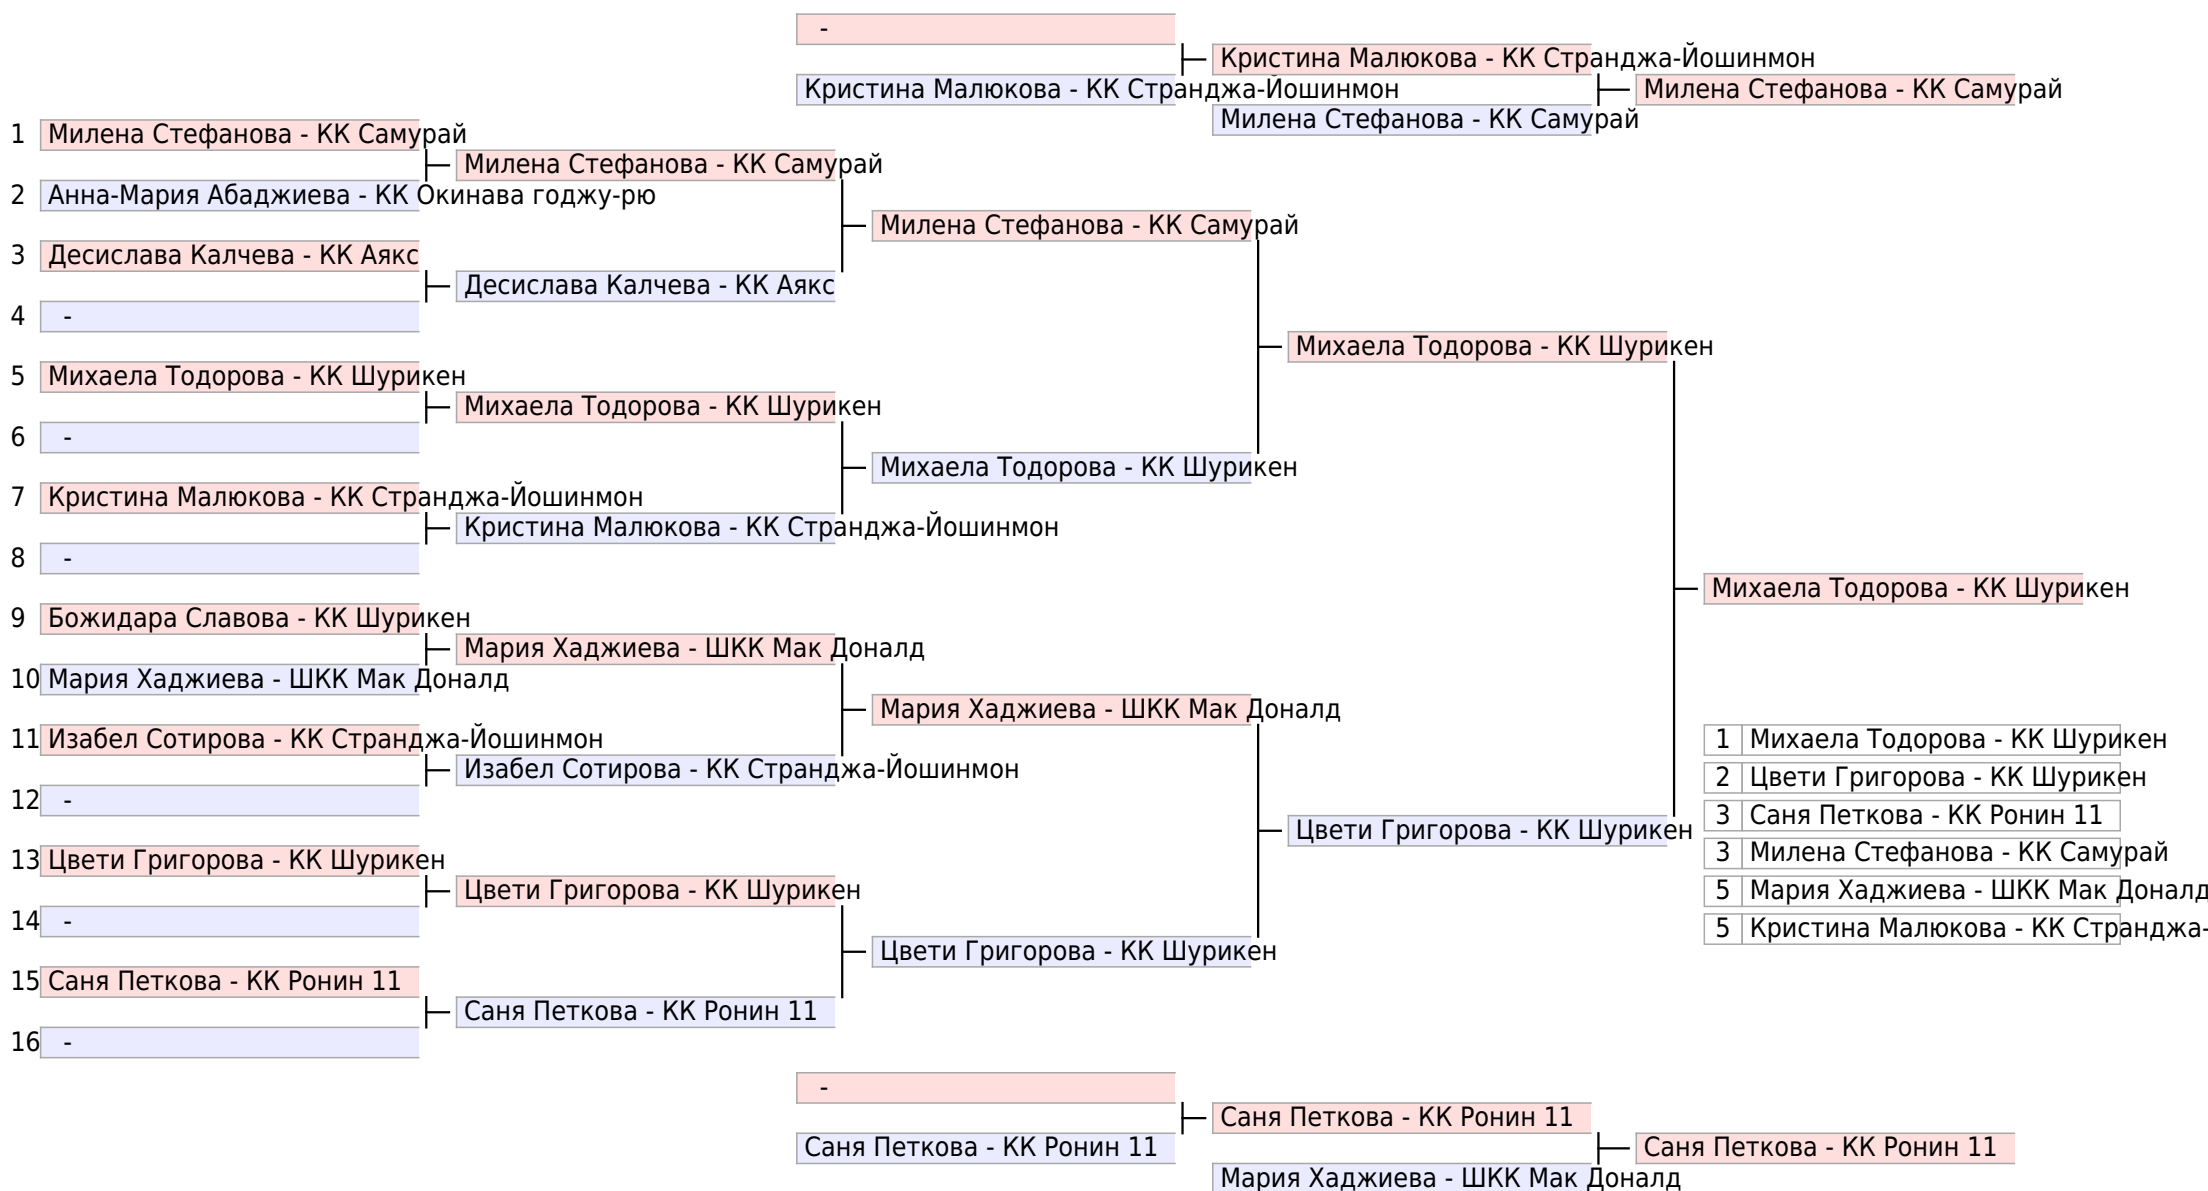 -
Кристина Малюкова - КК Странджа-Йошинмон
Кристина Малюкова - КК Странджа-Йошинмон
Милена Стефанова - КК Самурай
Милена Стефанова - КК Самурай
1 Милена Стефанова - КК Самурай
Милена Стефанова - КК Самурай
2 Анна-Мария Абаджиева - КК Окинава годжу-рю
Милена Стефанова - КК Самурай
3 Десислава Калчева - КК Аякс
Десислава Калчева - КК Аякс
4 -
Михаела Тодорова - КК Шурикен
5 Михаела Тодорова - КК Шурикен
Михаела Тодорова - КК Шурикен
6 -
Михаела Тодорова - КК Шурикен
7 Кристина Малюкова - КК Странджа-Йошинмон
Кристина Малюкова - КК Странджа-Йошинмон
8 -
Михаела Тодорова - КК Шурикен
9 Божидара Славова - КК Шурикен
Мария Хаджиева - ШКК Мак Доналд
10 Мария Хаджиева - ШКК Мак Доналд
Мария Хаджиева - ШКК Мак Доналд
11 Изабел Сотирова - КК Странджа-Йошинмон
Изабел Сотирова - КК Странджа-Йошинмон
12 -
Цвети Григорова - КК Шурикен
13 Цвети Григорова - КК Шурикен
Цвети Григорова - КК Шурикен
14 -
Цвети Григорова - КК Шурикен
15 Саня Петкова - КК Ронин 11
Саня Петкова - КК Ронин 11
16 -
1 Михаела Тодорова - КК Шурикен
2 Цвети Григорова - КК Шурикен
3 Саня Петкова - КК Ронин 11
3 Милена Стефанова - КК Самурай
5 Мария Хаджиева - ШКК Мак Доналд
5 Кристина Малюкова - КК Странджа-
-
Саня Петкова - КК Ронин 11
Саня Петкова - КК Ронин 11
Саня Петкова - КК Ронин 11
Мария Хаджиева - ШКК Мак Доналд